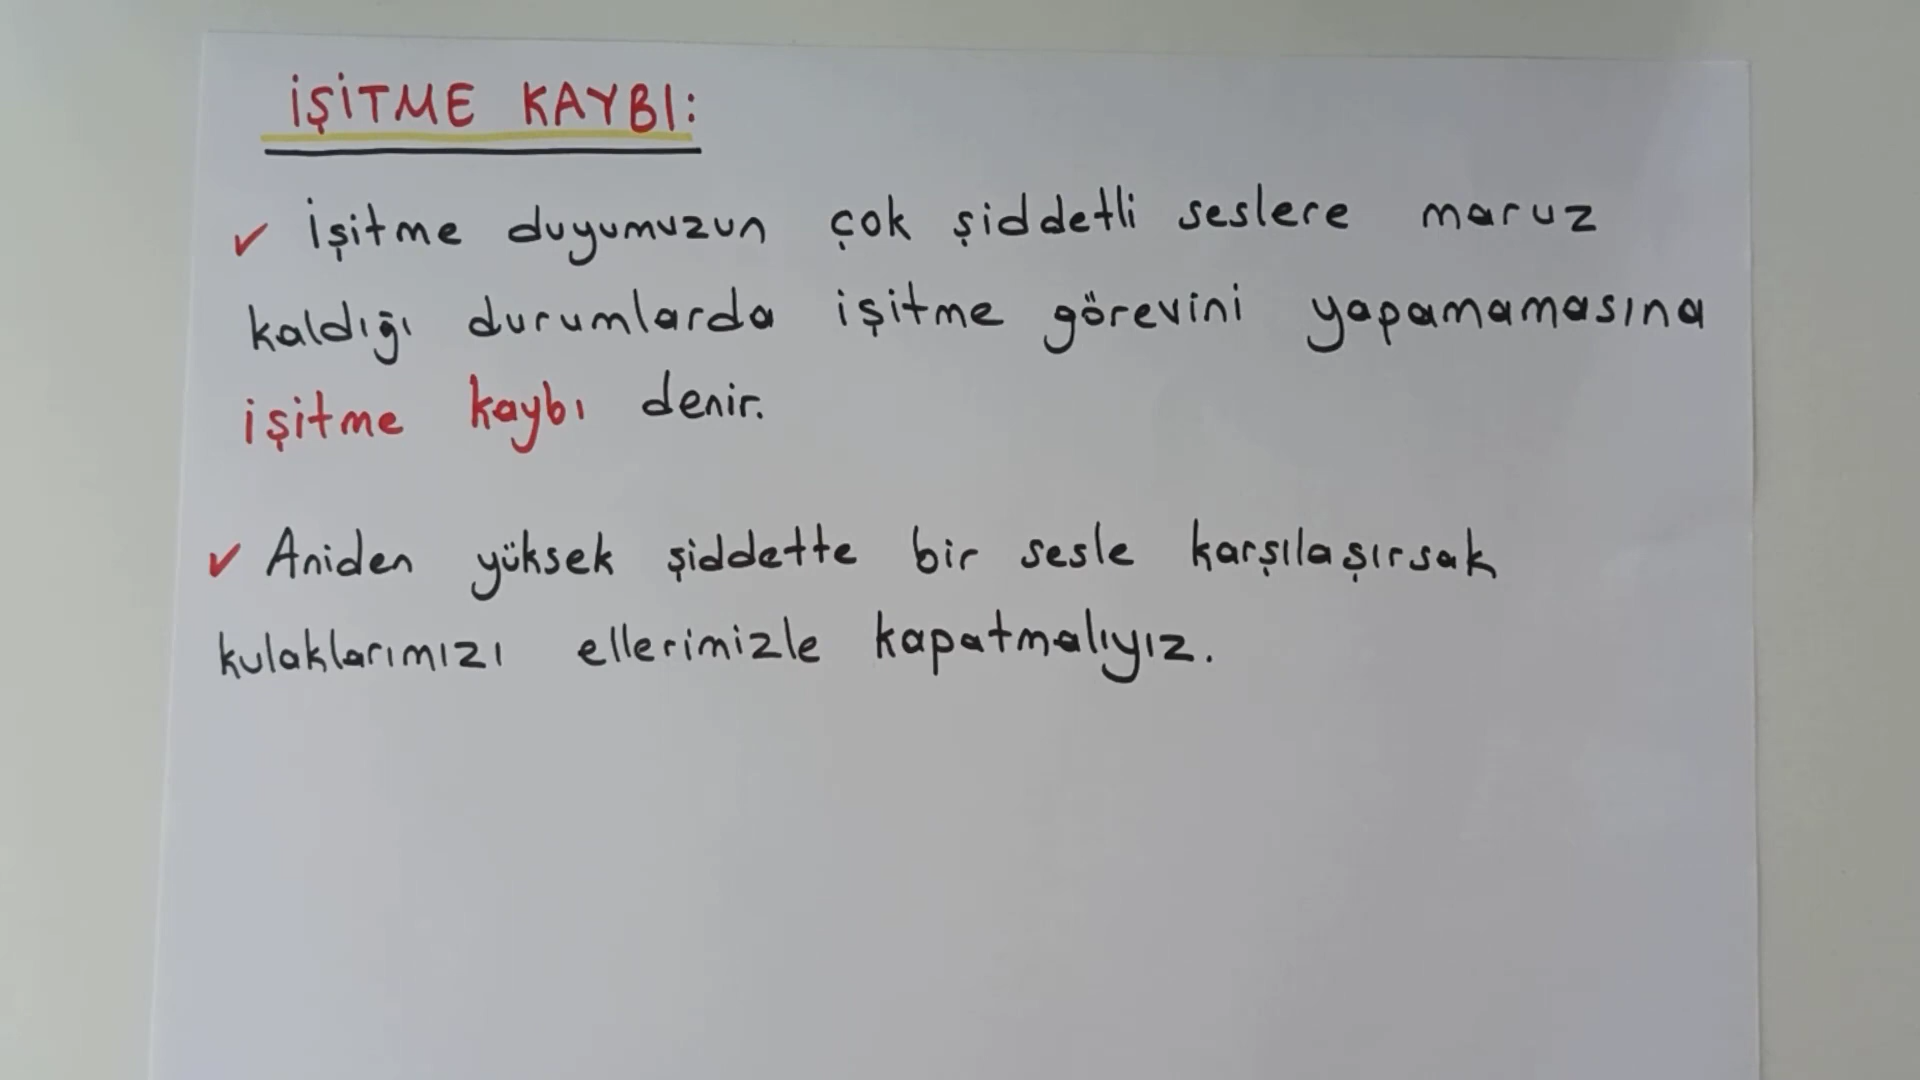 İŞİTME KAYBI:
✓ İşitme duyumuzun çok şiddetli seslere maruz
kaldığı durumlarda işitme görevini yapamamasına
işitme kaybı denir.
✓ Aniden yüksek şiddette bir sesle karşılaşırsak
kulaklarımızı ellerimizle kapatmalıyız.